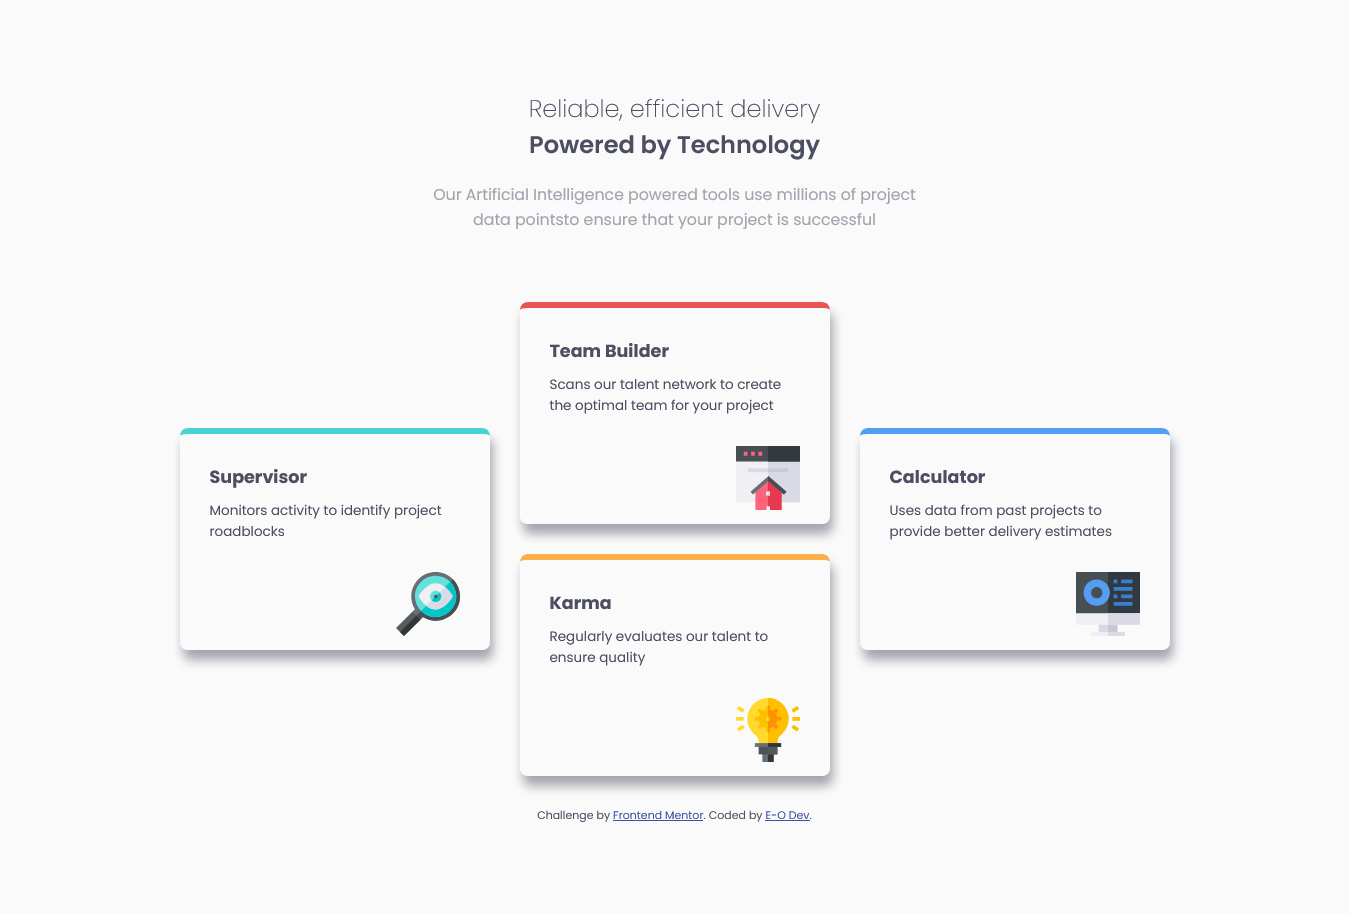 Reliable, efficient delivery
Powered by Technology
Our Artificial Intelligence powered tools use millions of project
data pointsto ensure that your project is successful
Supervisor
Monitors activity to identify project
roadblocks
Team Builder
Scans our talent network to create
the optimal team for your project
Karma
Regularly evaluates our talent to
ensure quality
Calculator
Uses data from past projects to
provide better delivery estimates
Challenge by Frontend Mentor. Coded by E-O Dev.